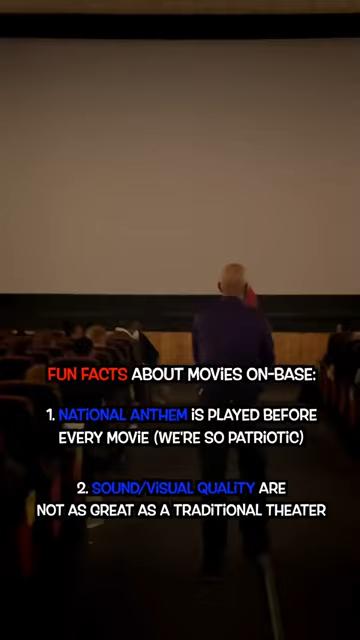 FUN FACTS ABOUT MOViES ON-BASE:
1. NATiONAL ANTHEM iS PLAYED BEFORE
EVERY MOViE (WE'RE SO PATRiOTiC)
2. SOUND/ViSUAL QUALiTY ARE
NOT AS GREAT AS A TRADiTiONAL THEATER